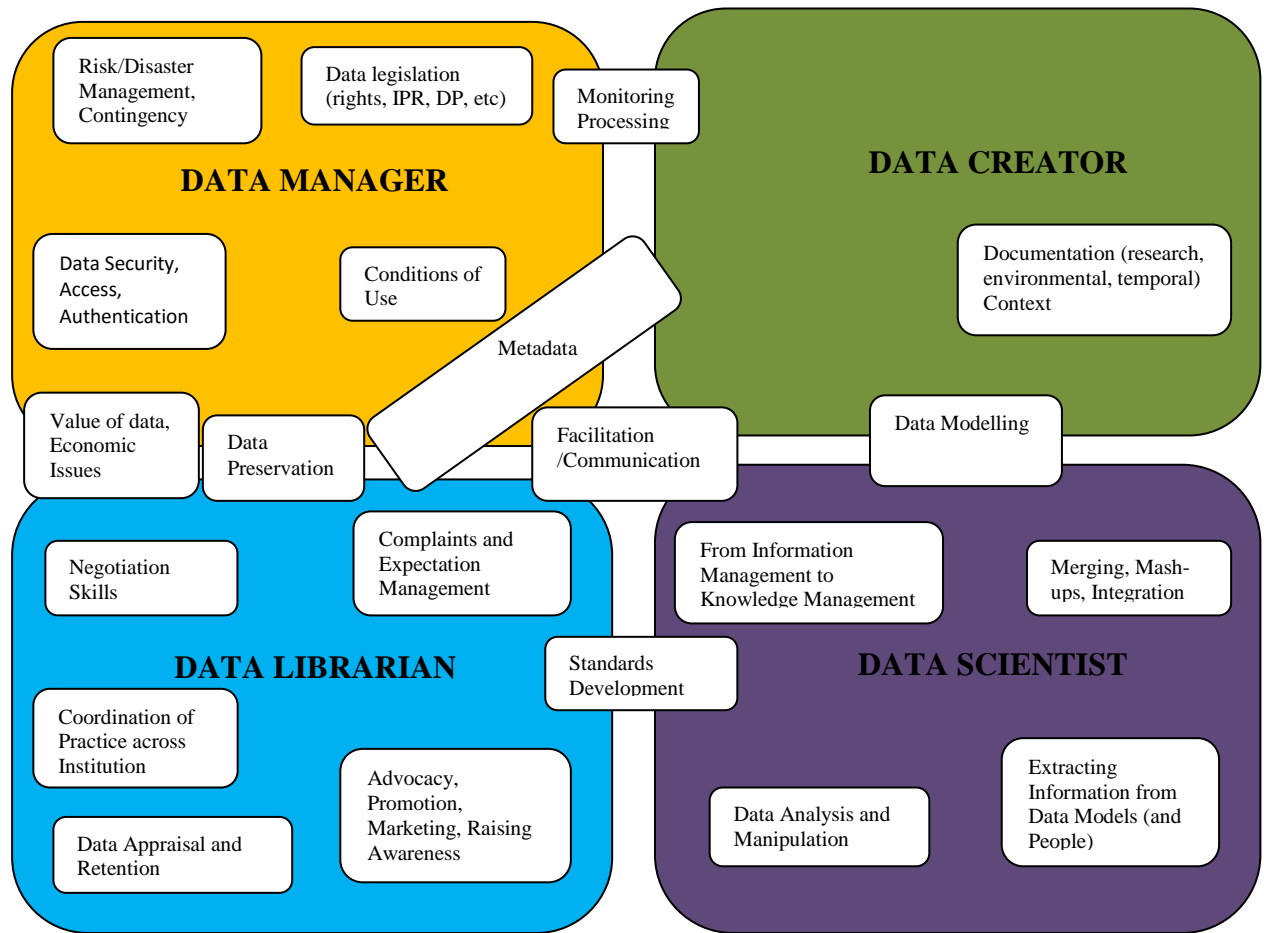 Risk/Disaster
Management,
Contingency
Data legislation
(rights, IPR, DP, etc)
Monitoring
Processing
DATA MANAGER
DATA CREATOR
Data Security,
Access,
Authentication
Conditions of
Use
Documentation (research,
environmental, temporal)
Context
Metadata
Value of data,
Economic
Issues
Data
Preservation
Facilitation
/Communication
Data Modelling
Negotiation
Skills
Complaints and
Expectation
Management
From Information
Management to
Knowledge Management
Merging, Mash-
ups, Integration
DATA LIBRARIAN
Standards
Development
DATA SCIENTIST
Coordination of
Practice across
Institution
Advocacy,
Promotion,
Marketing, Raising
Awareness
Data Appraisal and
Retention
Data Analysis and
Manipulation
Extracting
Information from
Data Models (and
People)